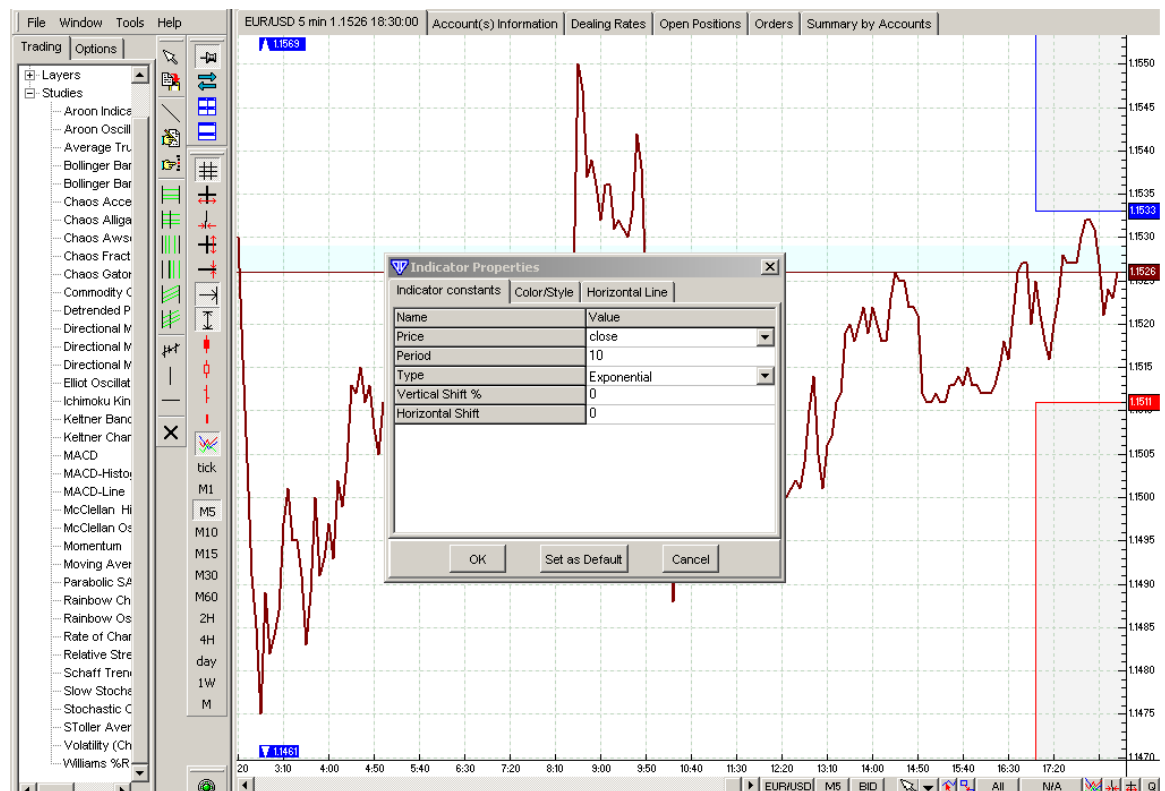 File Window Tools Help
EUR/USD 5 min 1.1526 18:30:00 Account(s) Information Dealing Rates Open Positions Orders Summary by Accounts
Trading Options
Layers
Studies
Aroon Indica
Aroon Oscill
Average Tru
Bollinger Bar
Bollinger Bar
Chaos Acce
Chaos Alliga
Chaos Awso
Chaos Fract
Chaos Gator
Commodity C
Detrended P
Directional M
Directional M
Directional M
Elliot Oscillat
Ichimoku Kin
Keltner Banc
Keltner Char
MACD
MACD-Histo
MACD-Line
McClellan Hi
McClellan Os
Momentum
Moving Aver
Parabolic SA
Rainbow Ch
Rainbow Os
Rate of Char
Relative Stre
Schaff Tren
Slow Stocha
Stochastic C
SToller Aver
Volatility (Ch
Williams %R
tick
M1
M5
M10
M15
M30
M60
2H
4H
day
1W
M
1.1569
Indicator Properties
Indicator constants Color/Style Horizontal Line
Name Value
Price close
Period 10
Type Exponential
Vertical Shift % 0
Horizontal Shift 0
OK Set as Default Cancel
1.1461
1.1550
1.1545
1.1540
1.1535
1.1533
1.1530
1.1526
1.1520
1.1515
1.1511
1.1505
1.1500
1.1495
1.1490
1.1485
1.1480
1.1475
1.1470
20 3:10 4:00 4:50 5:40 6:30 7:20 8:10 9:00 9:50 10:40 11:30 12:20 13:10 14:00 14:50 15:40 16:30 17:20
EUR/USD M5 BID All N/A